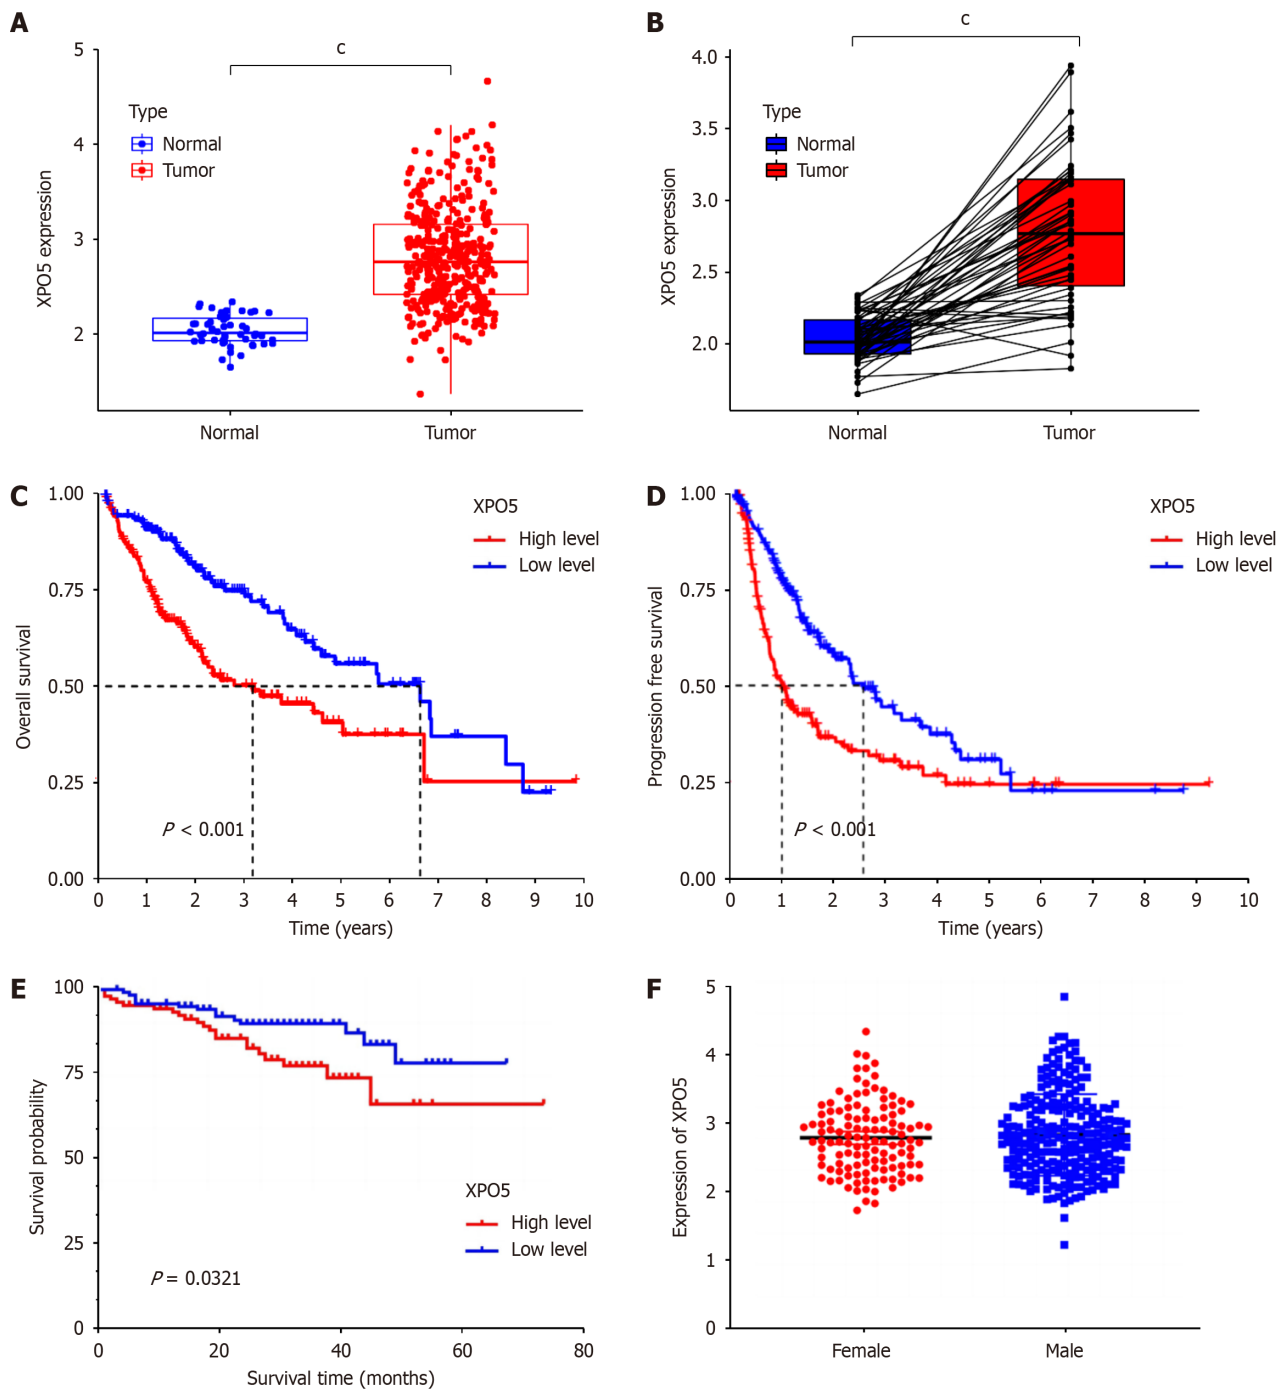 A
XPO5 expression
5
4
3
2
c
Type
Normal
Tumor
Normal
Tumor
B
XPO5 expression
4.0
3.5
3.0
2.5
2.0
c
Type
Normal
Tumor
Normal
Tumor
C
Overall survival
1.00
0.75
0.50
0.25
0.00
XPO5
High level
Low level
P < 0.001
0 1 2 3 4 5 6 7 8 9 10
Time (years)
D
Progression free survival
1.00
0.75
0.50
0.25
0.00
XPO5
High level
Low level
P < 0.001
0 1 2 3 4 5 6 7 8 9 10
Time (years)
E
Survival probability
100
75
50
25
0
XPO5
High level
Low level
P = 0.0321
0 20 40 60 80
Survival time (months)
F
Expression of XPO5
5
4
3
2
1
0
Female
Male